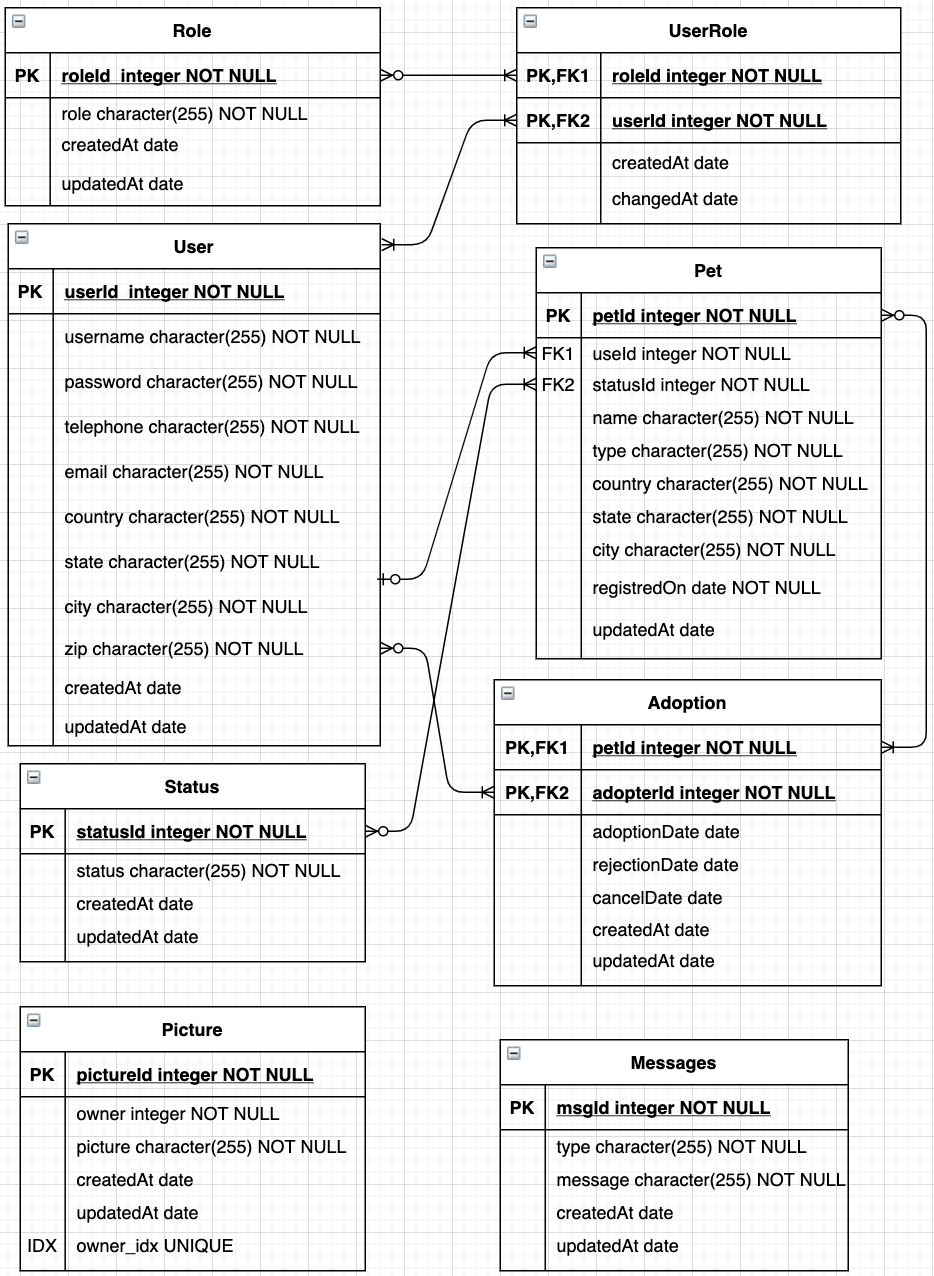 Role
PK roleId integer NOT NULL
role character(255) NOT NULL
createdAt date
updatedAt date
UserRole
PK,FK1 roleId integer NOT NULL
PK,FK2 userId integer NOT NULL
createdAt date
changedAt date
User
PK userId integer NOT NULL
username character(255) NOT NULL
password character(255) NOT NULL
telephone character(255) NOT NULL
email character(255) NOT NULL
country character(255) NOT NULL
state character(255) NOT NULL
city character(255) NOT NULL
zip character(255) NOT NULL
createdAt date
updatedAt date
Pet
PK petId integer NOT NULL
FK1 useId integer NOT NULL
FK2 statusId integer NOT NULL
name character(255) NOT NULL
type character(255) NOT NULL
country character(255) NOT NULL
state character(255) NOT NULL
city character(255) NOT NULL
registredOn date NOT NULL
updatedAt date
Adoption
PK,FK1 petId integer NOT NULL
PK,FK2 adopterId integer NOT NULL
adoptionDate date
rejectionDate date
cancelDate date
createdAt date
updatedAt date
Status
PK statusId integer NOT NULL
status character(255) NOT NULL
createdAt date
updatedAt date
Picture
PK pictureId integer NOT NULL
owner integer NOT NULL
picture character(255) NOT NULL
createdAt date
updatedAt date
IDX owner_idx UNIQUE
Messages
PK msgId integer NOT NULL
type character(255) NOT NULL
message character(255) NOT NULL
createdAt date
updatedAt date